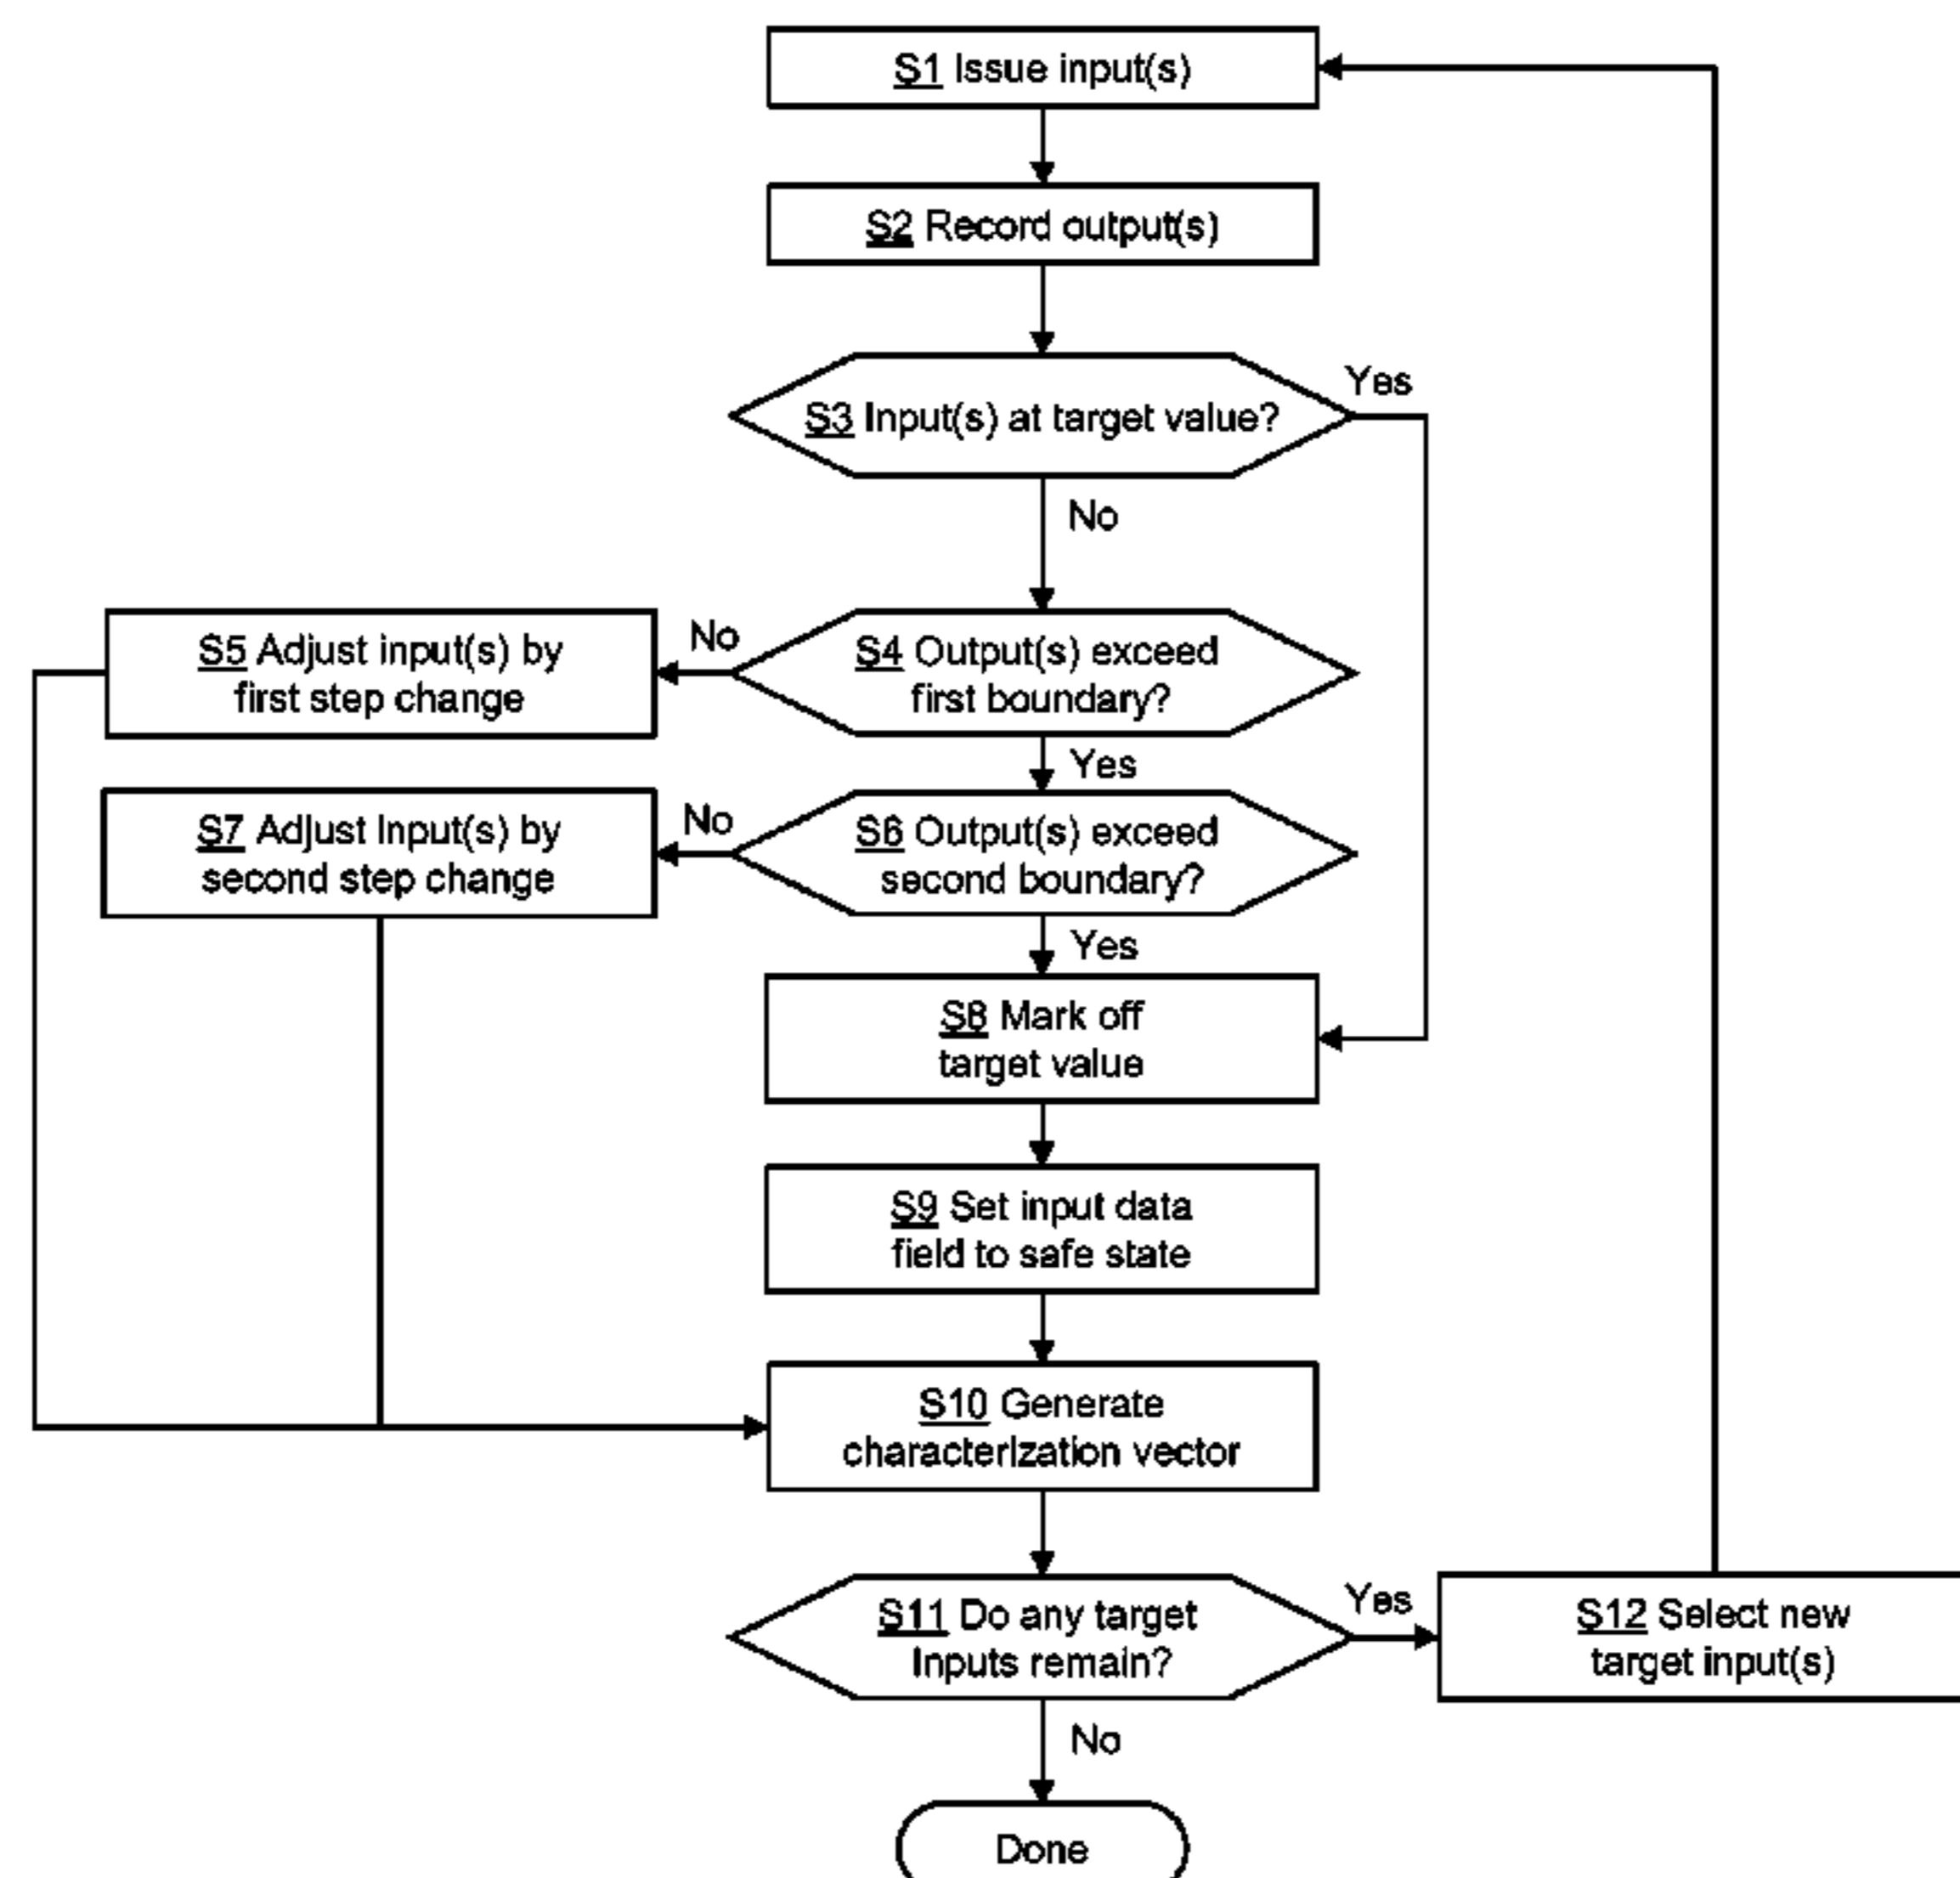 S1 Issue input(s)
S2 Record output(s)
Yes
S3 Input(s) at target value?
No
S5 Adjust input(s) by
first step change
No
S4 Output(s) exceed
first boundary?
Yes
S7 Adjust Input(s) by
second step change
No
S6 Output(s) exceed
second boundary?
Yes
S8 Mark off
target value
S9 Set input data
field to safe state
S10 Generate
characterization vector
S11 Do any target
Inputs remain?
Yes
S12 Select new
target input(s)
No
Done